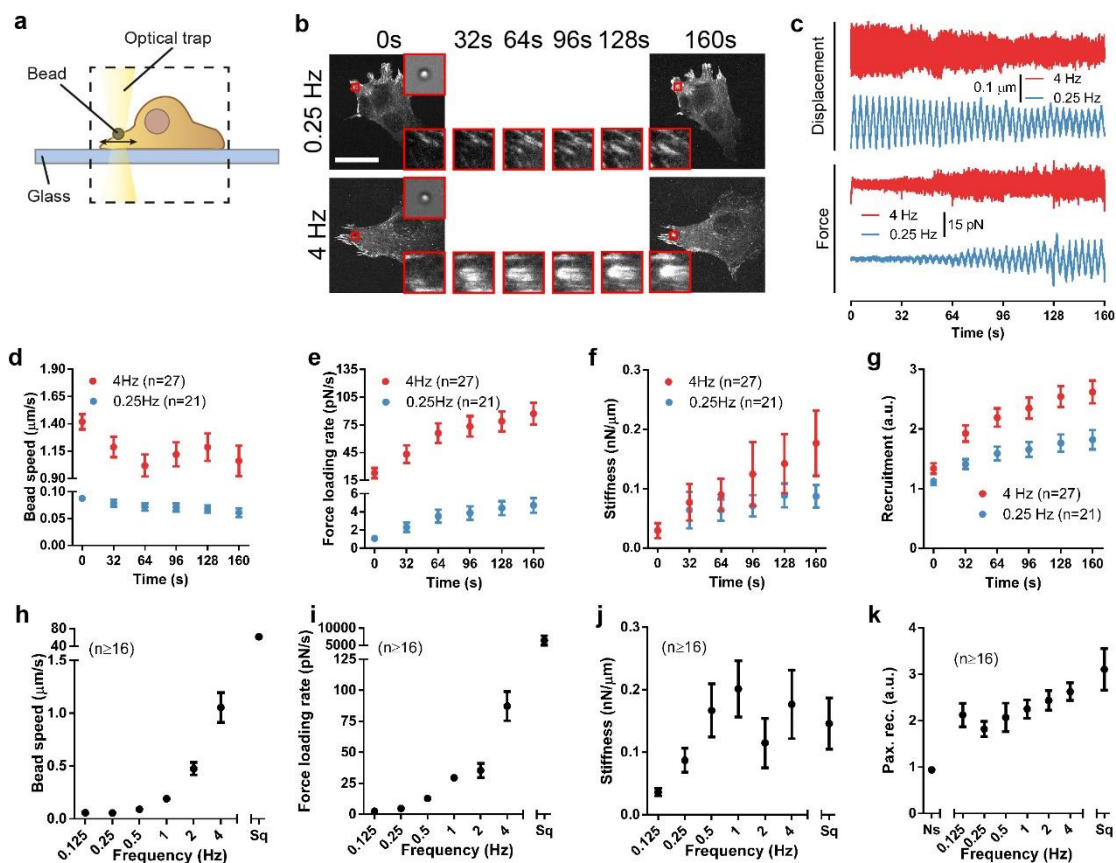 a
Optical trap
Bead
Glass
b
0s 32s 64s 96s 128s 160s
0.25 Hz
4 Hz
c
Displacement
4 Hz
0.1 μm
0.25 Hz
Force
4 Hz
15 pN
0.25 Hz
0 32 64 96 128 160
Time (s)
d
Bead speed (μm/s)
1.90
1.65
1.40
1.15
0.90
0.10
0.05
0.00
4Hz (n=27)
0.25Hz (n=21)
0 32 64 96 128 160
Time (s)
e
Force loading rate (pN/s)
135
105
75
45
15
6
4
2
0
4Hz (n=27)
0.25Hz (n=21)
0 32 64 96 128 160
Time (s)
f
Stiffness (nN/μm)
0.3
0.2
0.1
0.0
4Hz (n=27)
0.25Hz (n=21)
0 32 64 96 128 160
Time (s)
g
Recruitment (a.u.)
3
2
1
0
4 Hz (n=27)
0.25 Hz (n=21)
0 32 64 96 128 160
Time (s)
h
Bead speed (μm/s)
80
40
1.5
1.0
0.5
0.0
(n≥16)
0.125 0.25 0.5 1 2 4 Sq
Frequency (Hz)
i
Force loading rate (pN/s)
10000
5000
125
100
75
50
25
0
(n≥16)
0.125 0.25 0.5 1 2 4 Sq
Frequency (Hz)
j
Stiffness (nN/μm)
0.3
0.2
0.1
0.0
(n≥16)
0.125 0.25 0.5 1 2 4 Sq
Frequency (Hz)
k
Pax. rec. (a.u.)
4
3
2
1
0
(n≥16)
Ns 0.125 0.25 0.5 1 2 4 Sq
Frequency (Hz)